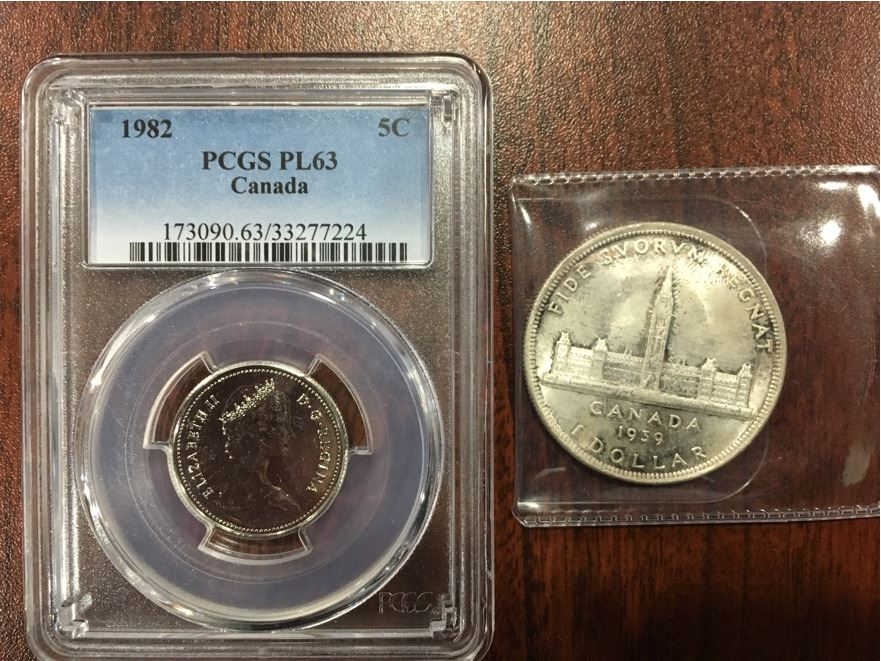 1982 5C
PCGS PL63
Canada
173090.63/33277224
ELIZABETH II D·G·REGINA
PCGS
FIDE SVORVM REGNAT
CANADA
1939
1 DOLLAR